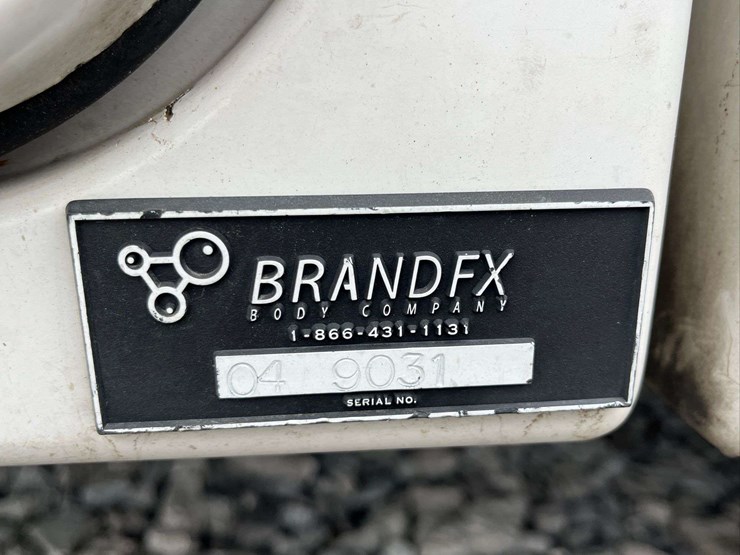 BRANDFX
BODY COMPANY
1-866-431-1131
04 9031
SERIAL NO.